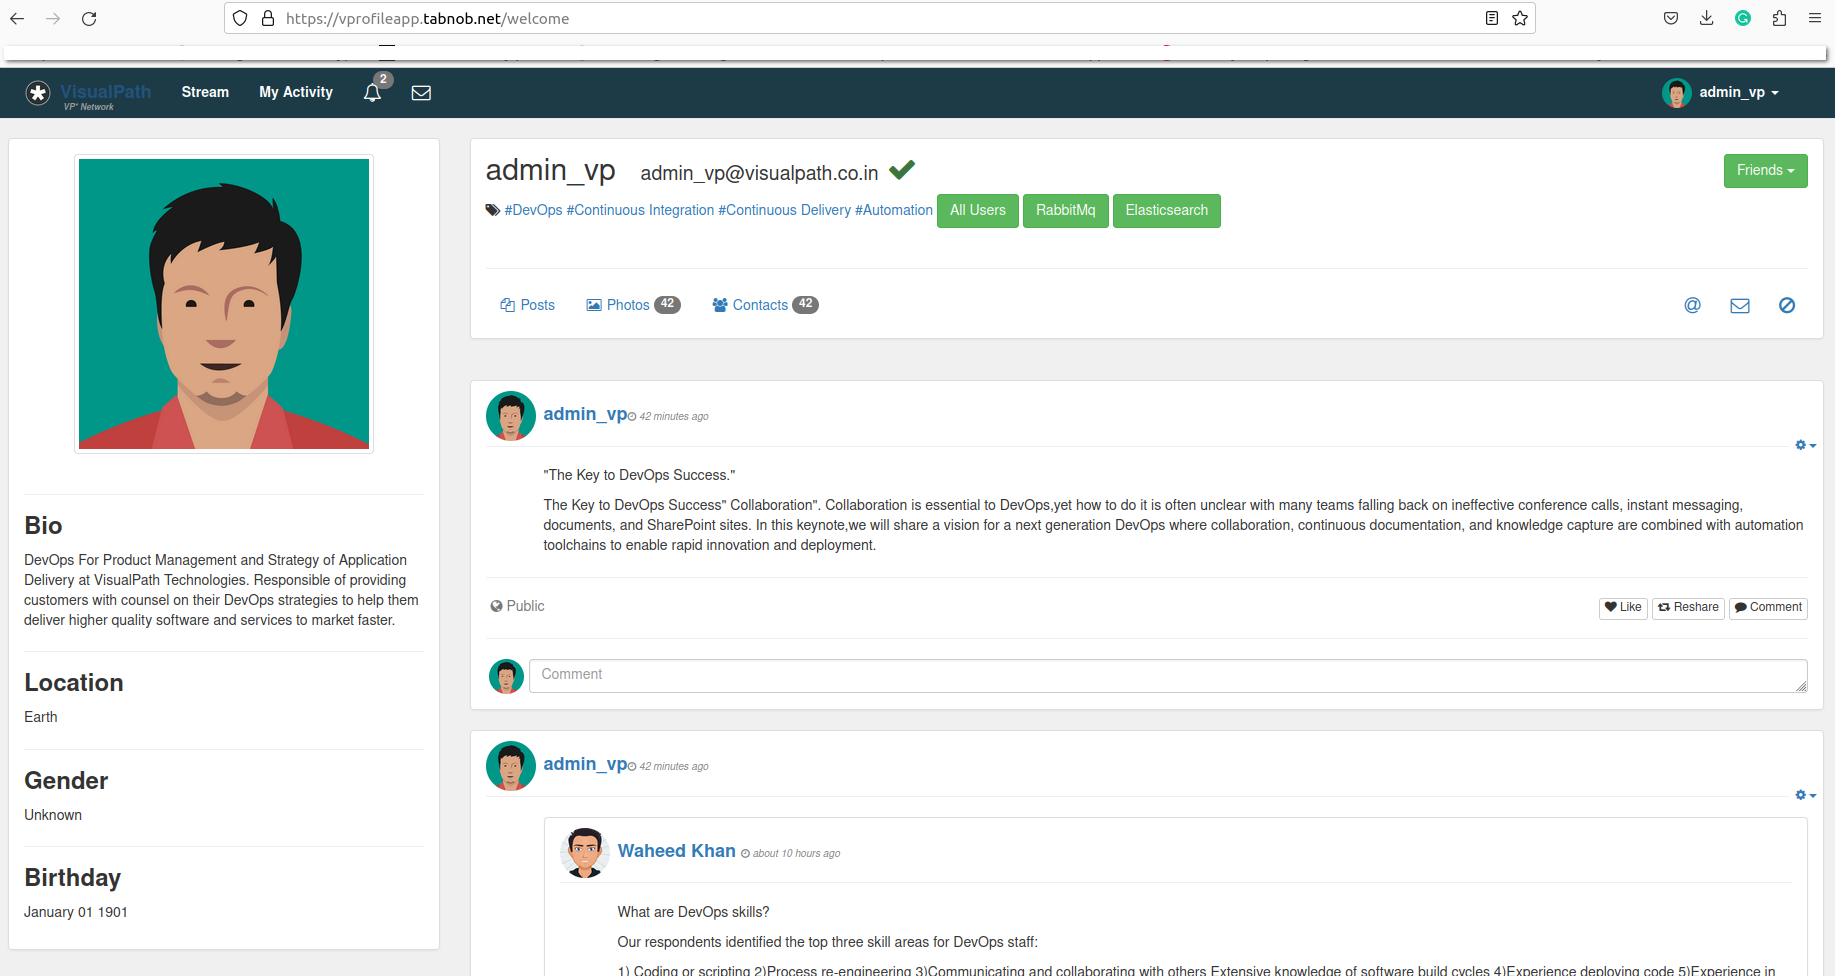 https://vprofileapp.tabnob.net/welcome
VisualPath
VP* Network
Stream
My Activity
2
admin_vp
admin_vp admin_vp@visualpath.co.in
Friends
#DevOps #Continuous Integration #Continuous Delivery #Automation All Users RabbitMq Elasticsearch
Posts Photos 42 Contacts 42
@
Bio
DevOps For Product Management and Strategy of Application
Delivery at VisualPath Technologies. Responsible of providing
customers with counsel on their DevOps strategies to help them
deliver higher quality software and services to market faster.
Location
Earth
Gender
Unknown
Birthday
January 01 1901
admin_vp 42 minutes ago
"The Key to DevOps Success."
The Key to DevOps Success" Collaboration". Collaboration is essential to DevOps,yet how to do it is often unclear with many teams falling back on ineffective conference calls, instant messaging,
documents, and SharePoint sites. In this keynote,we will share a vision for a next generation DevOps where collaboration, continuous documentation, and knowledge capture are combined with automation
toolchains to enable rapid innovation and deployment.
Public
Like Reshare Comment
Comment
admin_vp 42 minutes ago
Waheed Khan about 10 hours ago
What are DevOps skills?
Our respondents identified the top three skill areas for DevOps staff:
1) Coding or scripting 2)Process re-engineering 3)Communicating and collaborating with others Extensive knowledge of software build cycles 4)Experience deploying code 5)Experience in